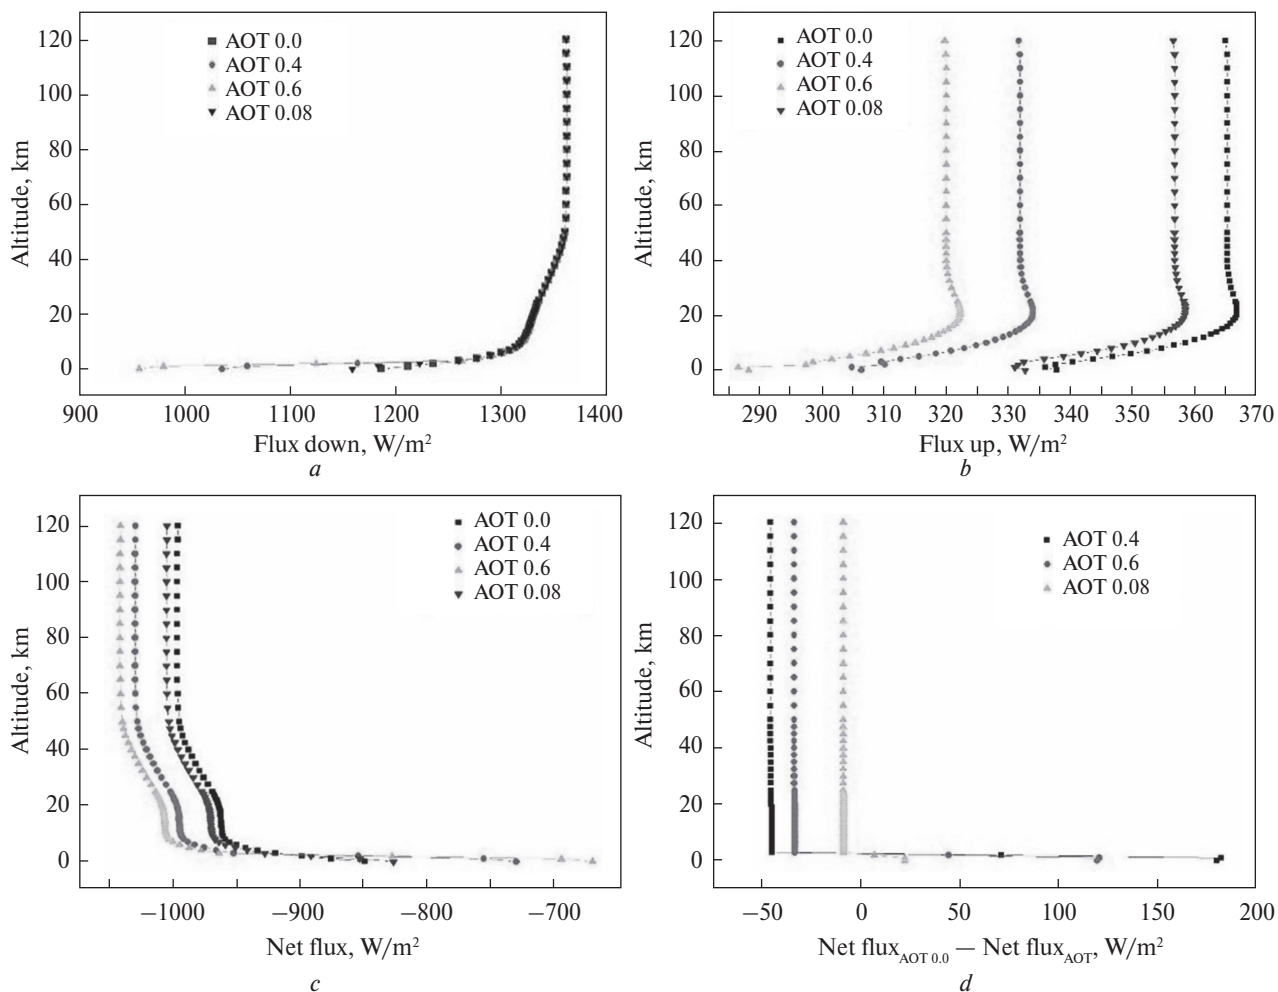 120
100
80
60
40
20
0
Altitude, km
AOT 0.0
AOT 0.4
AOT 0.6
AOT 0.08
900 1000 1100 1200 1300 1400
Flux down, W/m²
a
120
100
80
60
40
20
0
Altitude, km
AOT 0.0
AOT 0.4
AOT 0.6
AOT 0.08
290 300 310 320 330 340 350 360 370
Flux up, W/m²
b
120
100
80
60
40
20
0
Altitude, km
AOT 0.0
AOT 0.4
AOT 0.6
AOT 0.08
−1000 −900 −800 −700
Net flux, W/m²
c
120
100
80
60
40
20
0
Altitude, km
AOT 0.4
AOT 0.6
AOT 0.08
−50 0 50 100 150 200
Net flux AOT 0.0 — Net flux AOT, W/m²
d